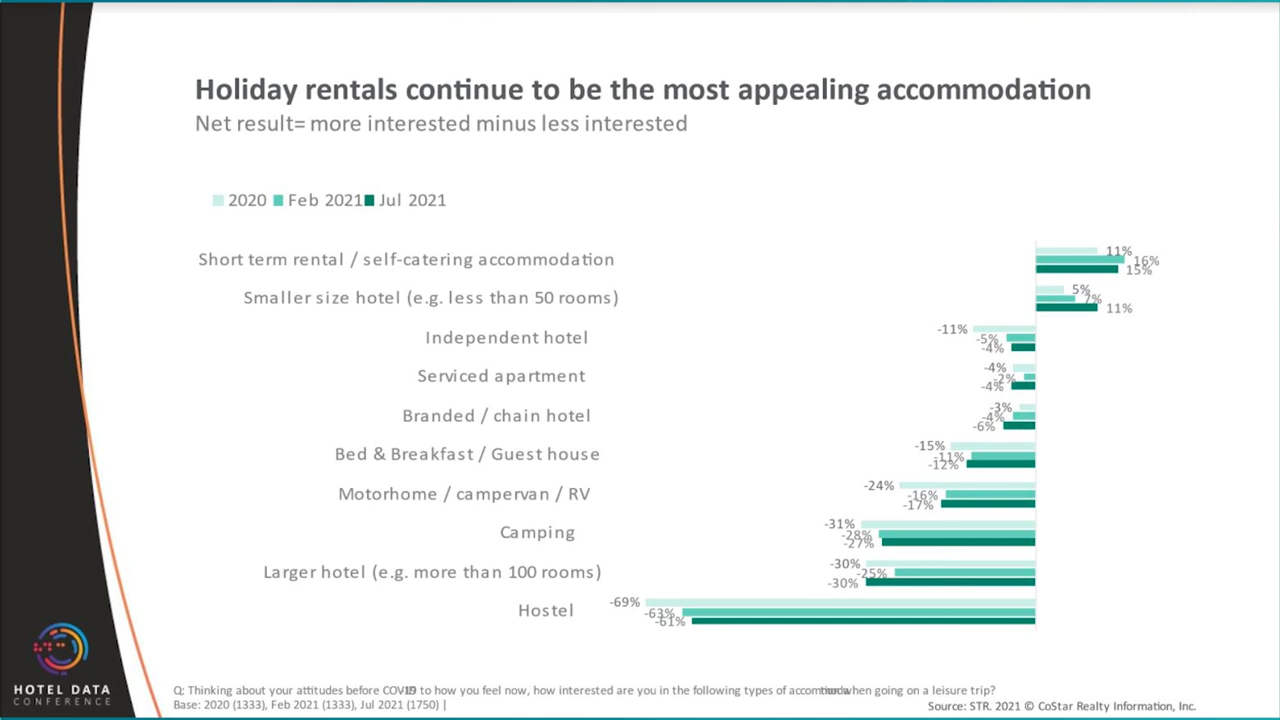 Holiday rentals continue to be the most appealing accommodation
Net result= more interested minus less interested
2020 Feb 2021 Jul 2021
Short term rental / self-catering accommodation
11%
16%
15%
Smaller size hotel (e.g. less than 50 rooms)
5%
7%
11%
Independent hotel
-11%
-5%
-4%
Serviced apartment
-4%
-2%
-4%
Branded / chain hotel
-3%
-4%
-6%
Bed & Breakfast / Guest house
-15%
-11%
-12%
Motorhome / campervan / RV
-24%
-16%
-17%
Camping
-31%
-28%
-27%
Larger hotel (e.g. more than 100 rooms)
-30%
-25%
-30%
Hostel
-69%
-63%
-61%
HOTEL DATA
CONFERENCE
Q: Thinking about your attitudes before COVID-19 to how you feel now, how interested are you in the following types of accommodation when going on a leisure trip?
Base: 2020 (1333), Feb 2021 (1333), Jul 2021 (1750) |
Source: STR. 2021 © CoStar Realty Information, Inc.